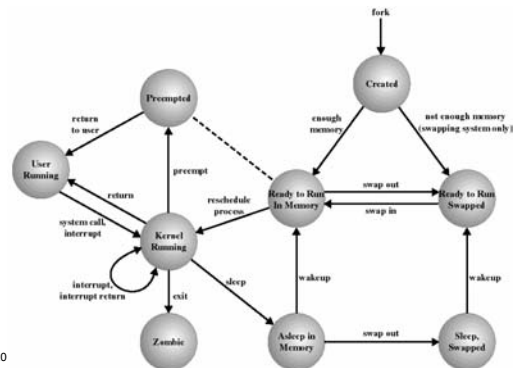 fork
Created
Preempted
return
to user
enough
memory
not enough memory
(swapping system only)
User
Running
return
preempt
Ready to Run
In Memory
swap out
swap in
Ready to Run
Swapped
reschedule
process
system call,
interrupt
Kernel
Running
interrupt,
interrupt return
sleep
wakeup
wakeup
exit
Zombie
Asleep in
Memory
swap out
Sleep,
Swapped
0